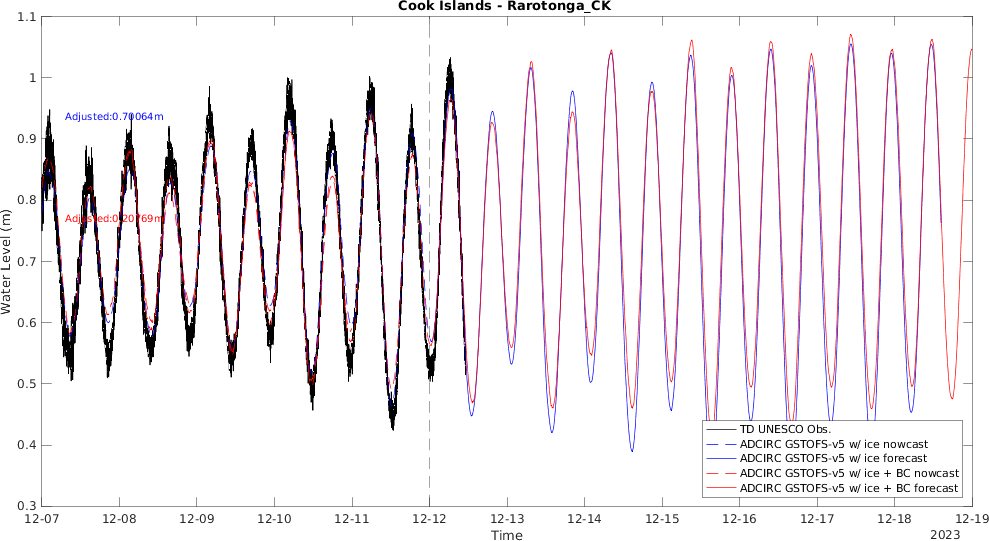 Cook Islands - Rarotonga_CK
1.1
1
0.9
0.8
0.7
0.6
0.5
0.4
0.3
Water Level (m)
Adjusted:0.70064m
Adjusted:0.20769m
TD UNESCO Obs.
ADCIRC GSTOFS-v5 w/ ice nowcast
ADCIRC GSTOFS-v5 w/ ice forecast
ADCIRC GSTOFS-v5 w/ ice + BC nowcast
ADCIRC GSTOFS-v5 w/ ice + BC forecast
12-07 12-08 12-09 12-10 12-11 12-12 12-13 12-14 12-15 12-16 12-17 12-18 12-19
Time
2023